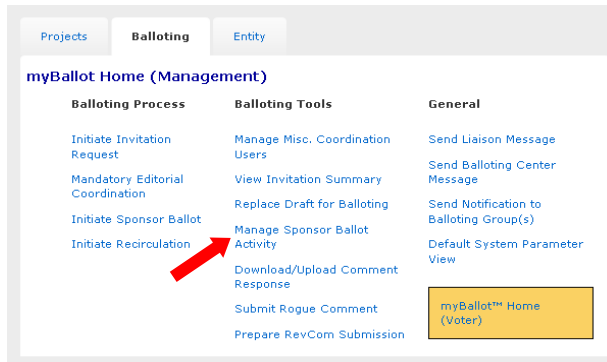 Projects
Balloting
Entity
myBallot Home (Management)
Balloting Process
Initiate Invitation
Request
Mandatory Editorial
Coordination
Initiate Sponsor Ballot
Initiate Recirculation
Balloting Tools
Manage Misc. Coordination
Users
View Invitation Summary
Replace Draft for Balloting
Manage Sponsor Ballot
Activity
Download/Upload Comment
Response
Submit Rogue Comment
Prepare RevCom Submission
General
Send Liaison Message
Send Balloting Center
Message
Send Notification to
Balloting Group(s)
Default System Parameter
View
myBallot™ Home
(Voter)